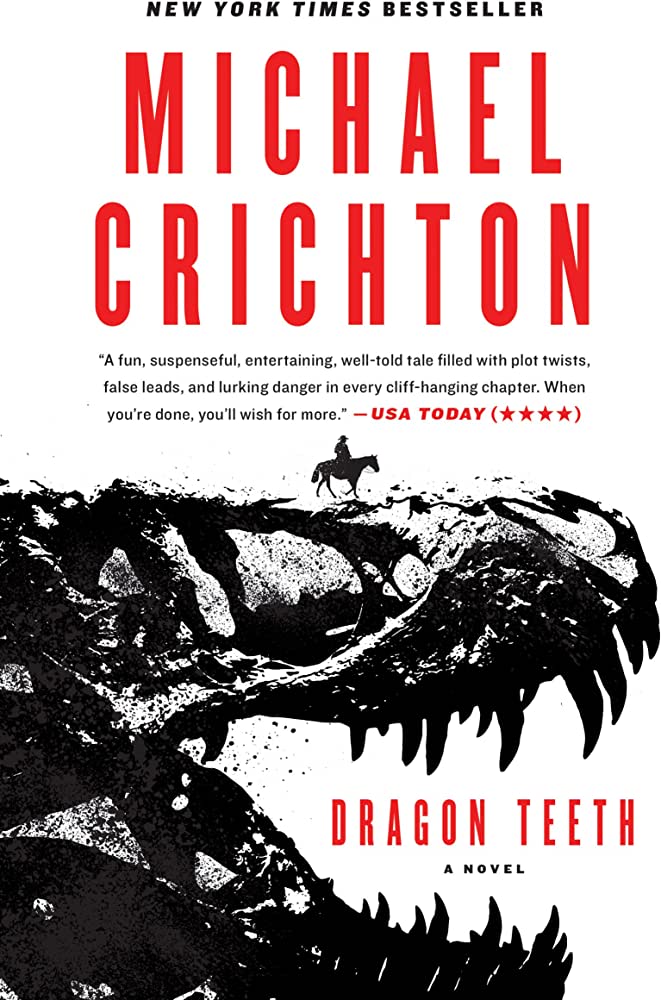 NEW YORK TIMES BESTSELLER
MICHAEL
CRICHTON
“A fun, suspenseful, entertaining, well-told tale filled with plot twists,
false leads, and lurking danger in every cliff-hanging chapter. When
you’re done, you’ll wish for more.” —USA TODAY (★★★★)
DRAGON TEETH
A NOVEL